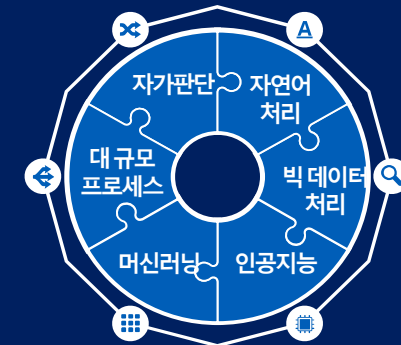 자가판단
자연어
처리
대 규모
프로세스
빅 데이터
처리
머신러닝
인공지능
A